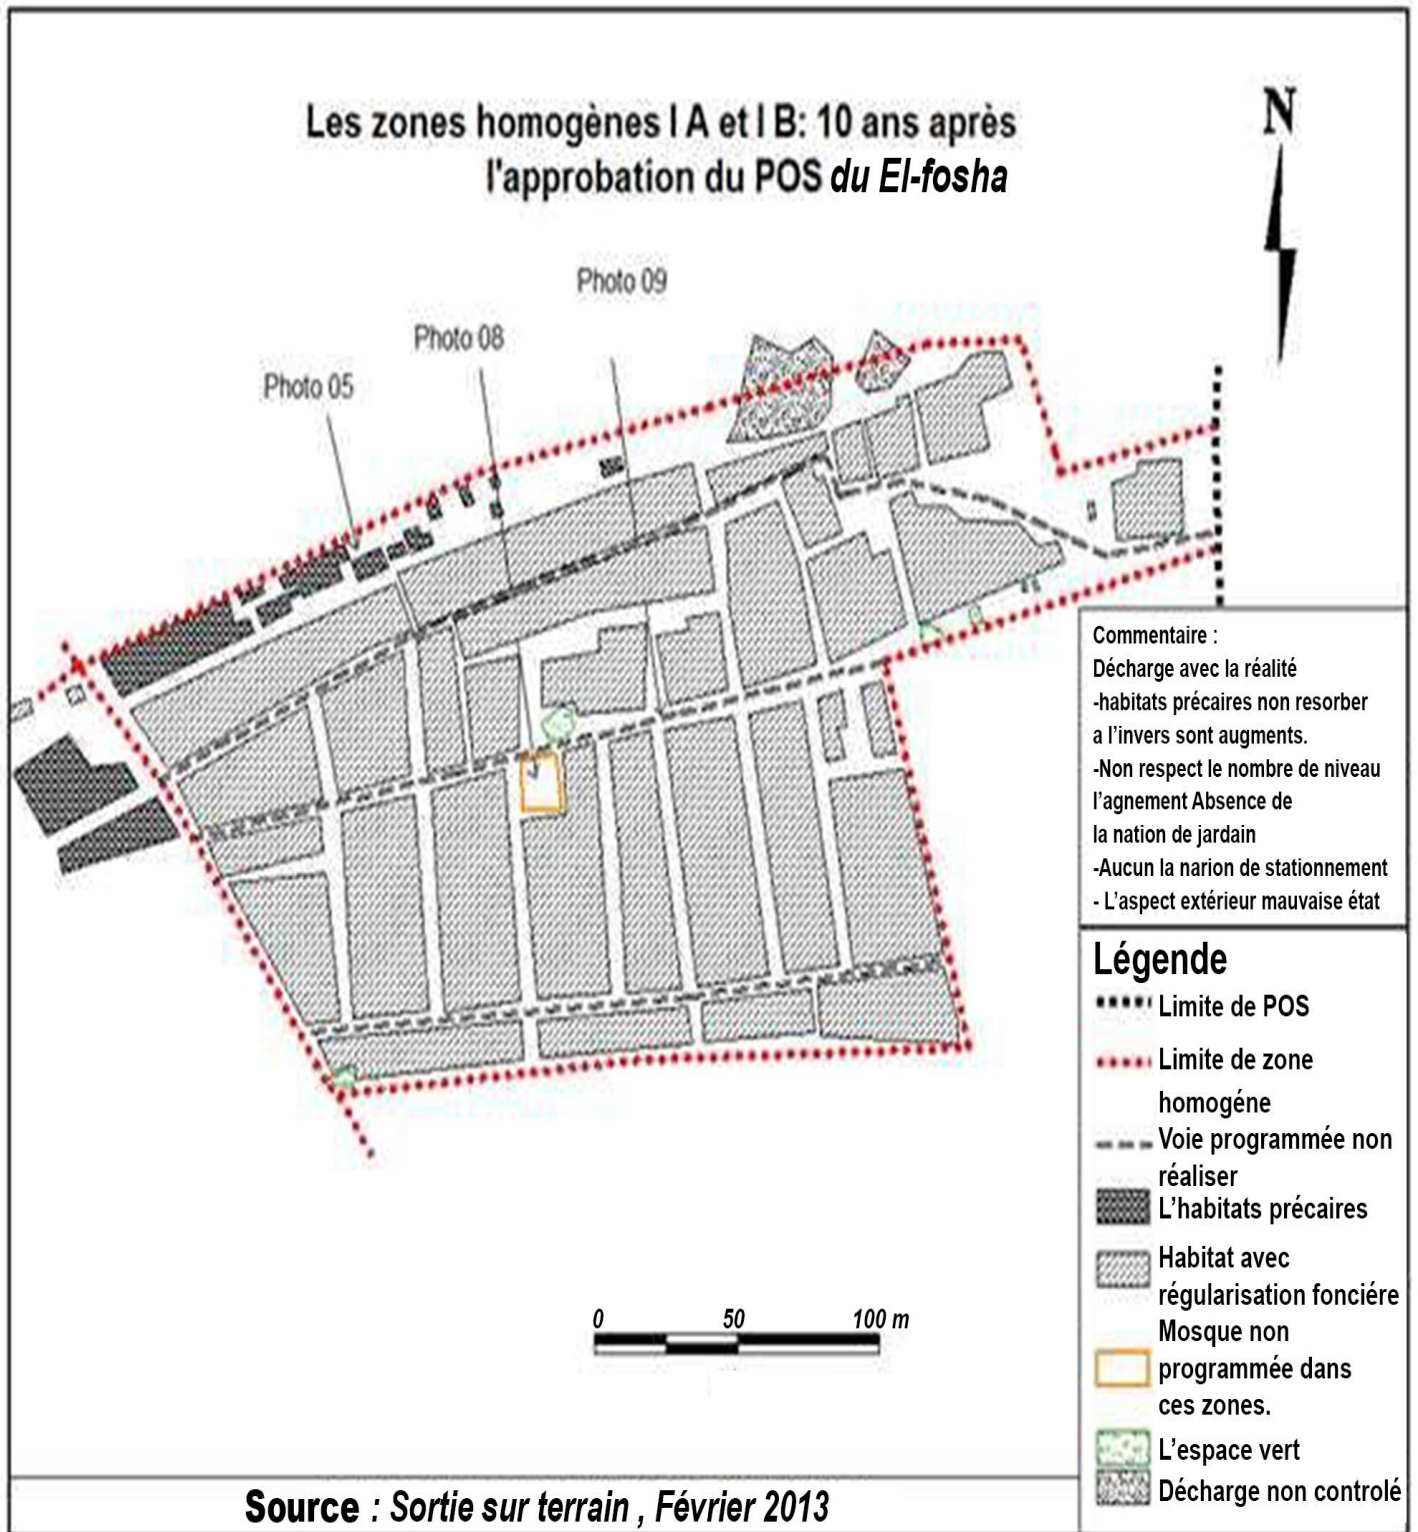 Les zones homogènes I A et I B: 10 ans après
l'approbation du POS du El-fosha
N
Photo 09
Photo 08
Photo 05
Commentaire :
Décharge avec la réalité
-habitats précaires non resorber
a l'invers sont augments.
-Non respect le nombre de niveau
l'agnement Absence de
la nation de jardain
-Aucun la narion de stationnement
- L'aspect extérieur mauvaise état
Légende
Limite de POS
Limite de zone
homogéne
Voie programmée non
réaliser
L'habitats précaires
Habitat avec
régularisation fonciére
Mosque non
programmée dans
ces zones.
L'espace vert
Décharge non controlé
0 50 100 m
Source : Sortie sur terrain , Février 2013